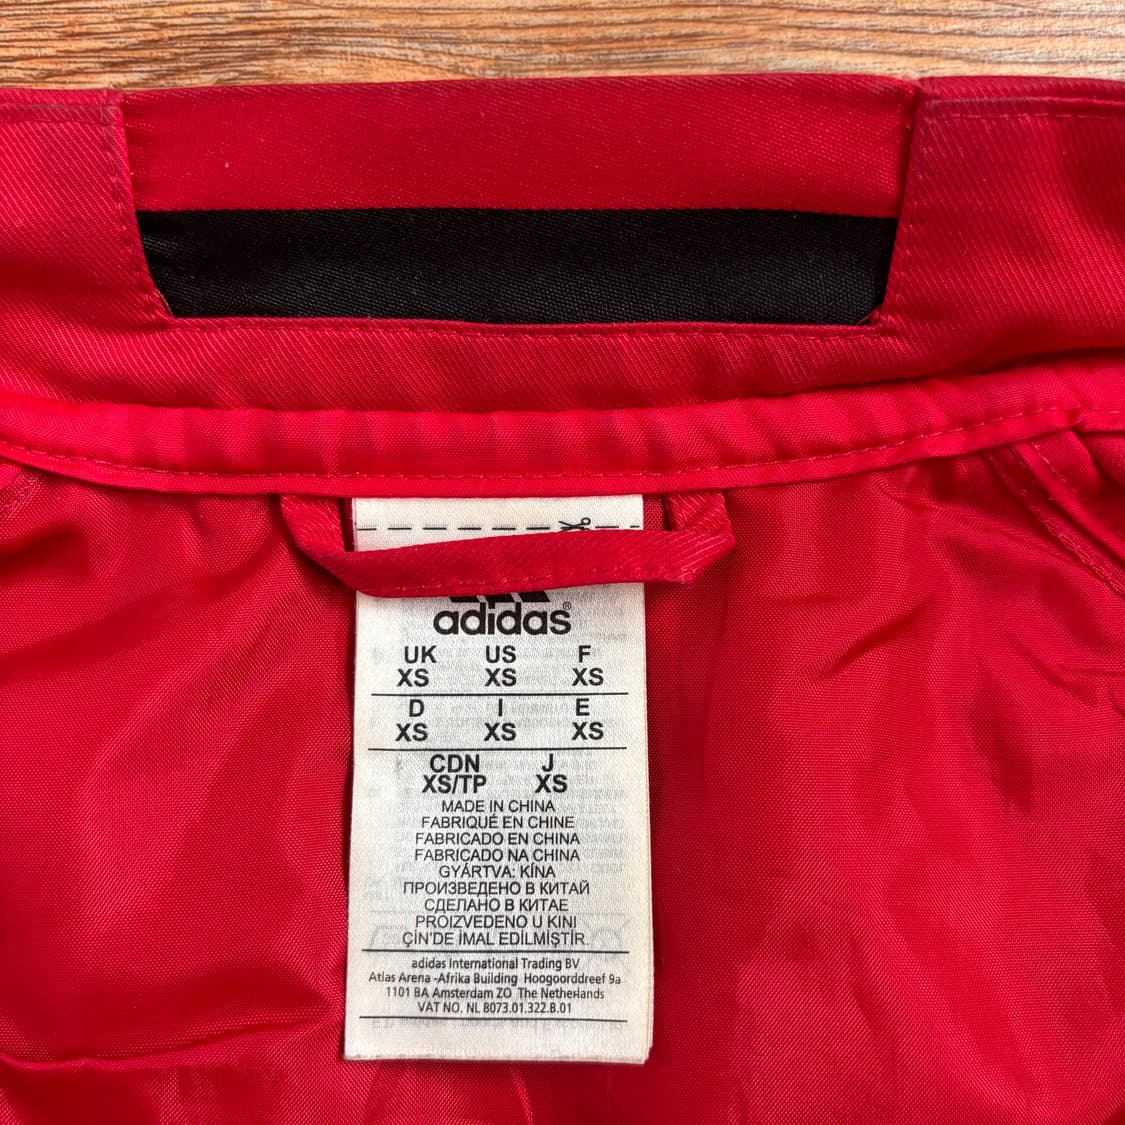 adidas®
UK US F
XS XS XS
D I E
XS XS XS
CDN J
XS/TP XS
MADE IN CHINA
FABRIQUÉ EN CHINE
FABRICADO EN CHINA
FABRICADO NA CHINA
GYÁRTVA: KÍNA
ПРОИЗВЕДЕНО В КИТАЙ
СДЕЛАНО В КИТАЕ
PROIZVEDENO U KINI
ÇİN'DE İMAL EDİLMİŞTİR.
adidas International Trading BV
Atlas Arena -Afrika Building Hoogoorddreef 9a
1101 BA Amsterdam ZO The Netherlands
VAT NO. NL 8073.01.322.B.01